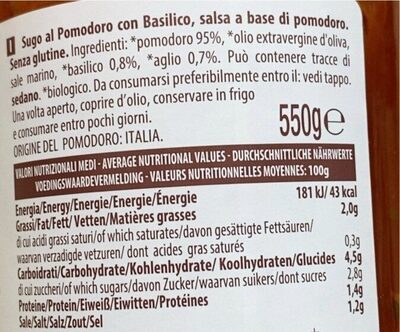 I Sugo al Pomodoro con Basilico, salsa a base di pomodoro.
Senza glutine. Ingredienti: *pomodoro 95%, *olio extravergine d'oliva,
sale marino, *basilico 0,8%, *aglio 0,7%. Può contenere tracce di
sedano. *biologico. Da consumarsi preferibilmente entro il: vedi tappo.
Una volta aperto, coprire d'olio, conservare in frigo
e consumare entro pochi giorni.
ORIGINE DEL POMODORO: ITALIA.
550g e
VALORI NUTRIZIONALI MEDI - AVERAGE NUTRITIONAL VALUES - DURCHSCHNITTLICHE NÄHRWERTE
VOEDINGSWAARDEVERMELDING - VALEURS NUTRITIONNELLES MOYENNES: 100g
Energia/Energy/Energie/Energie/Énergie 181 kJ/ 43 kcal
Grassi/Fat/Fett/ Vetten/Matières grasses 2,0g
di cui acidi grassi saturi/of which saturates/davon gesättigte Fettsäuren/
waarvan verzadigde vetzuren/ dont acides gras saturés 0,3g
Carboidrati/Carbohydrate/Kohlenhydrate/ Koolhydraten/Glucides 4,5g
di cui zuccheri/of which sugars/davon Zucker/waarvan suikers/dont sucres 2,8g
Proteine/Protein/Eiweiß/Eiwitten/Protéines 1,4g
Sale/Salt/Salz/Zout/Sel 1,2g